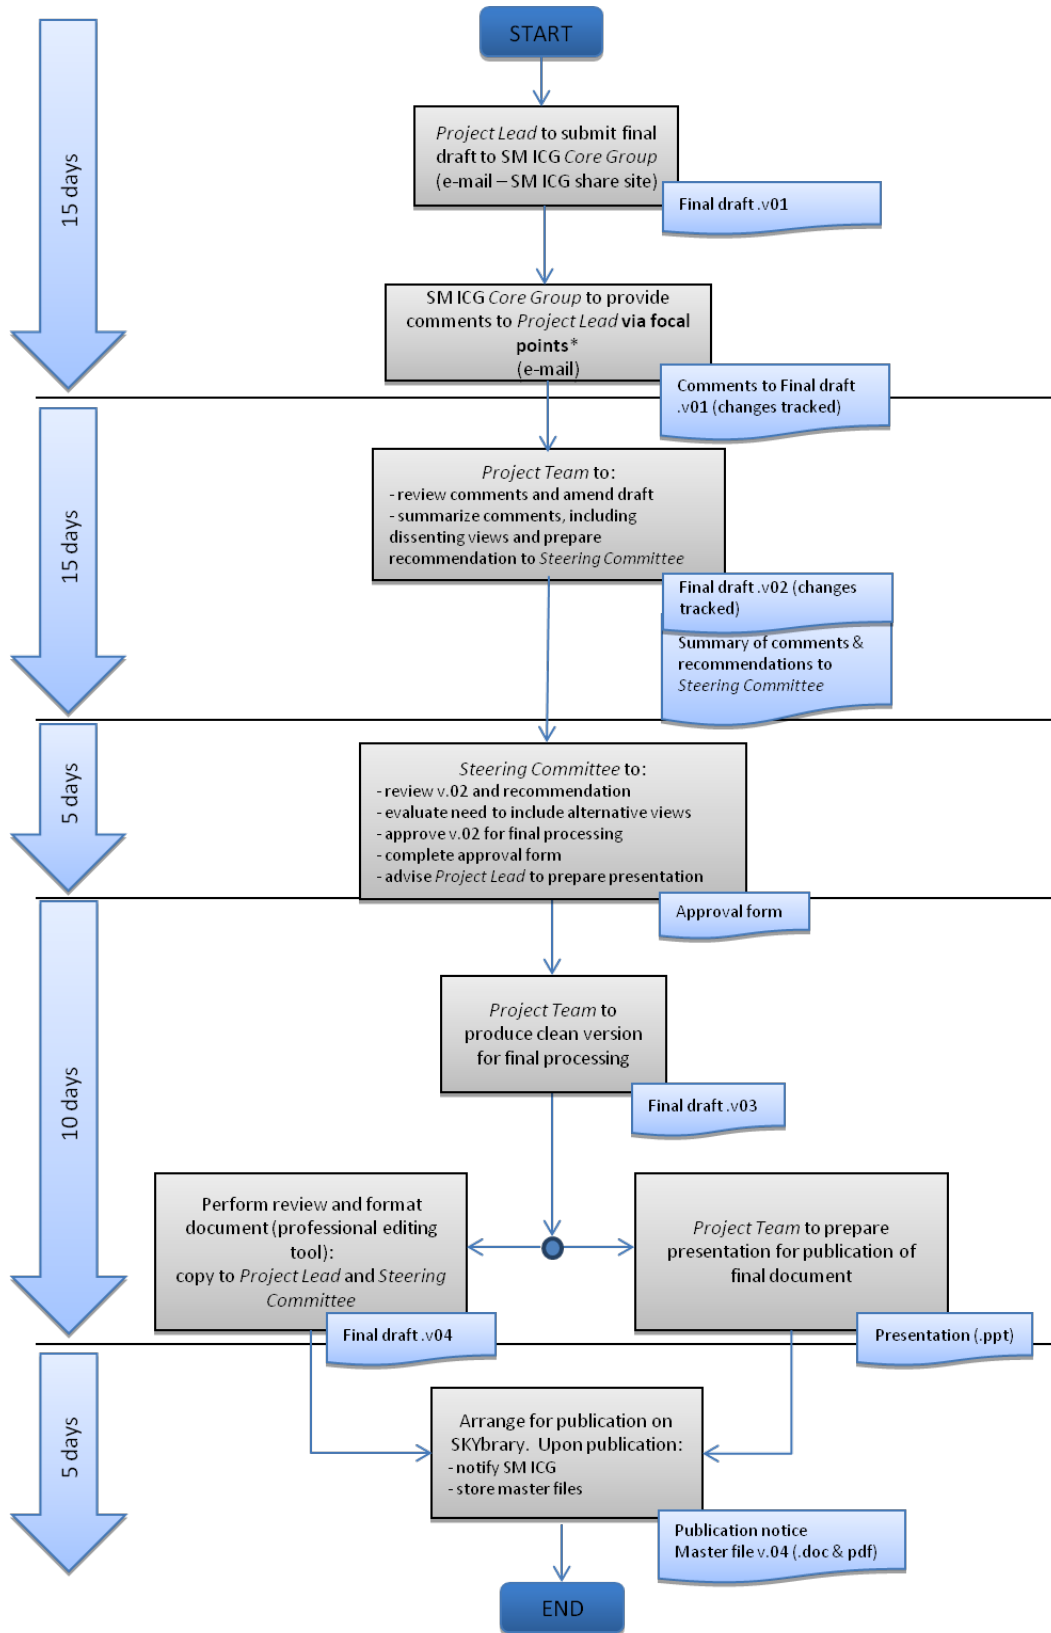 START
15 days
Project Lead to submit final
draft to SM ICG Core Group
(e-mail – SM ICG share site)
Final draft .v01
SM ICG Core Group to provide
comments to Project Lead via focal
points*
(e-mail)
Comments to Final draft
.v01 (changes tracked)
15 days
Project Team to:
- review comments and amend draft
- summarize comments, including
dissenting views and prepare
recommendation to Steering Committee
Final draft .v02 (changes
tracked)
Summary of comments &
recommendations to
Steering Committee
5 days
Steering Committee to:
- review v.02 and recommendation
- evaluate need to include alternative views
- approve v.02 for final processing
- complete approval form
- advise Project Lead to prepare presentation
Approval form
10 days
Project Team to
produce clean version
for final processing
Final draft .v03
Perform review and format
document (professional editing
tool):
copy to Project Lead and Steering
Committee
Final draft .v04
Project Team to prepare
presentation for publication of
final document
Presentation (.ppt)
5 days
Arrange for publication on
SKYbrary. Upon publication:
- notify SM ICG
- store master files
Publication notice
Master file v.04 (.doc & pdf)
END